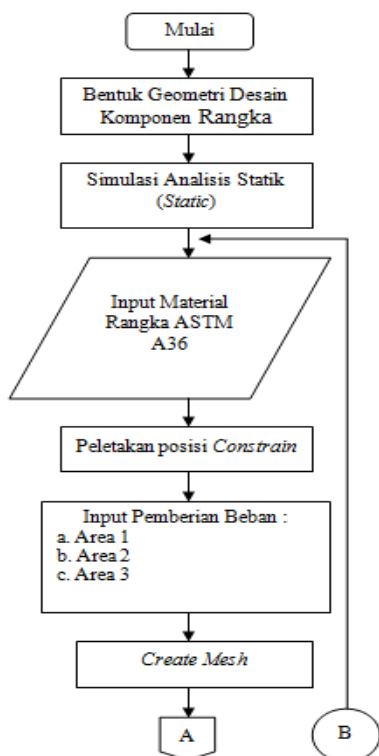 Mulai
Bentuk Geometri Desain
Komponen Rangka
Simulasi Analisis Statik
(Static)
Input Material
Rangka ASTM
A36
Peletakan posisi Constrain
Input Pemberian Beban :
a. Area 1
b. Area 2
c. Area 3
Create Mesh
A
B